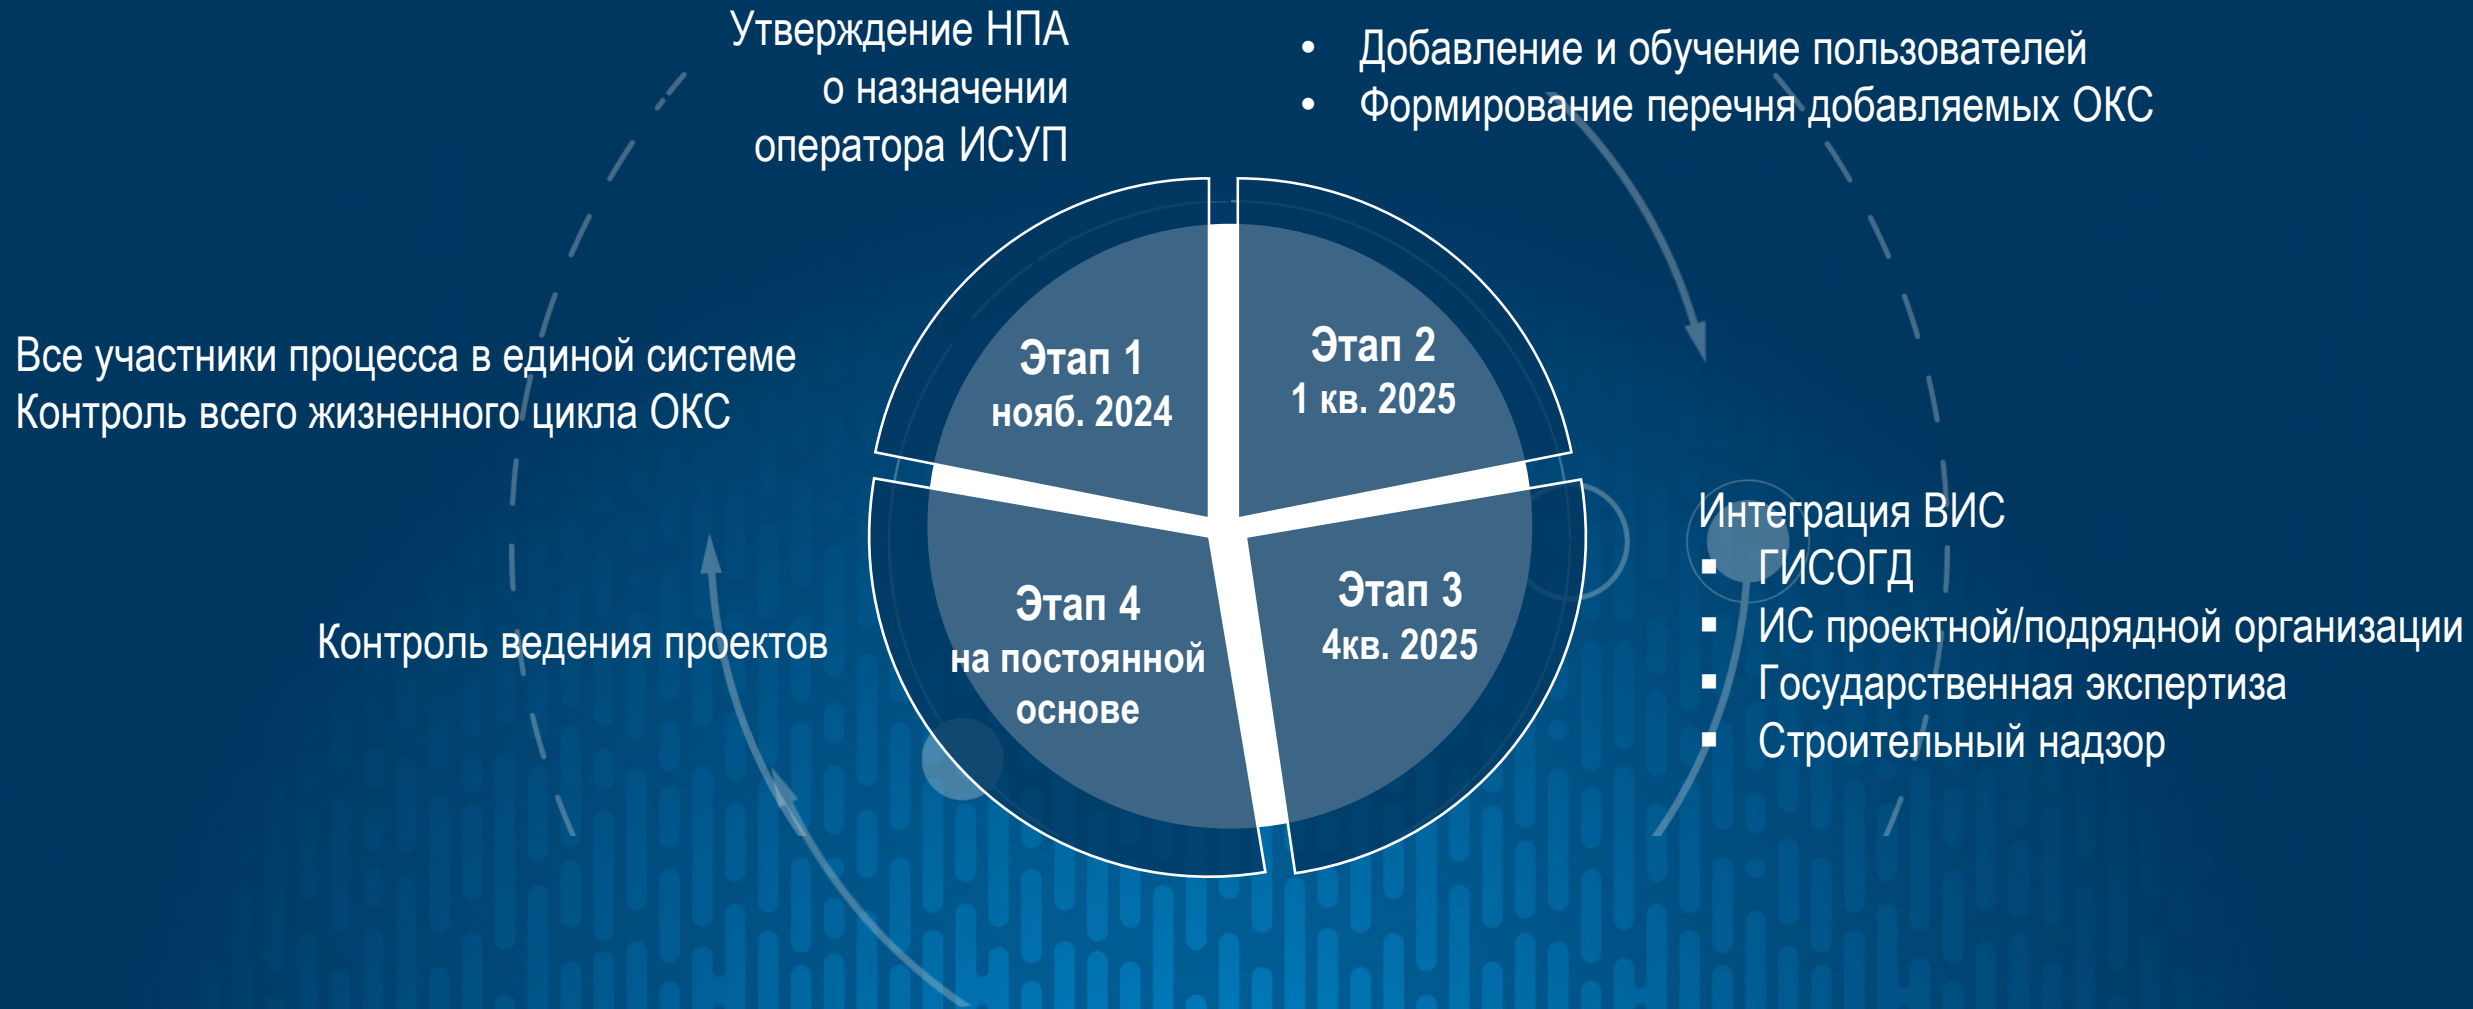 Утверждение НПА
о назначении
оператора ИСУП
• Добавление и обучение пользователей
• Формирование перечня добавляемых ОКС
Все участники процесса в единой системе
Контроль всего жизненного цикла ОКС
Этап 1
нояб. 2024
Этап 2
1 кв. 2025
Интеграция ВИС
▪ ГИСОГД
▪ ИС проектной/подрядной организации
▪ Государственная экспертиза
▪ Строительный надзор
Контроль ведения проектов
Этап 4
на постоянной
основе
Этап 3
4кв. 2025